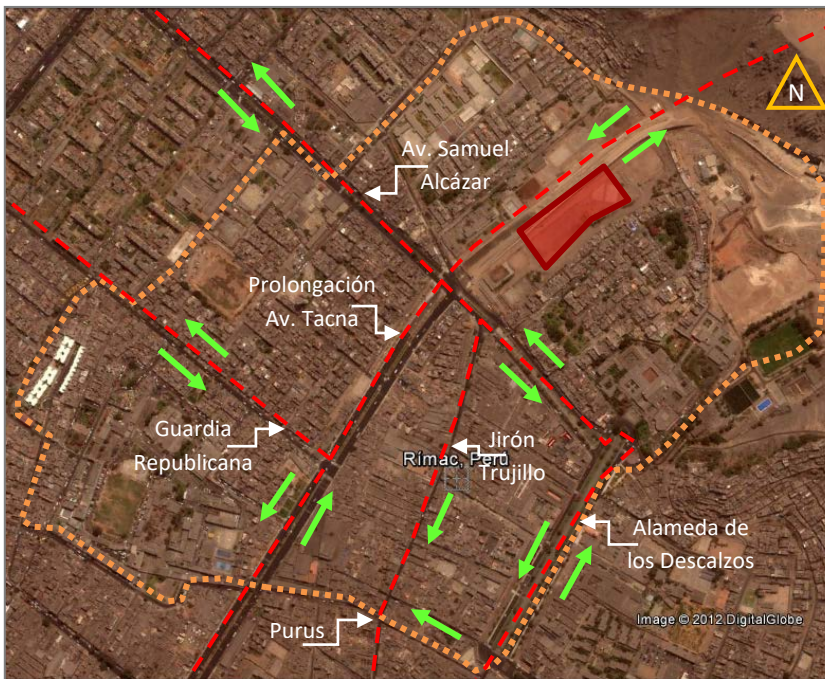 N
Av. Samuel
Alcázar
Prolongación
Av. Tacna
Guardia
Republicana
Rímac, Perú
Jirón
Trujillo
Alameda de
los Descalzos
Purus
Image © 2012 DigitalGlobe